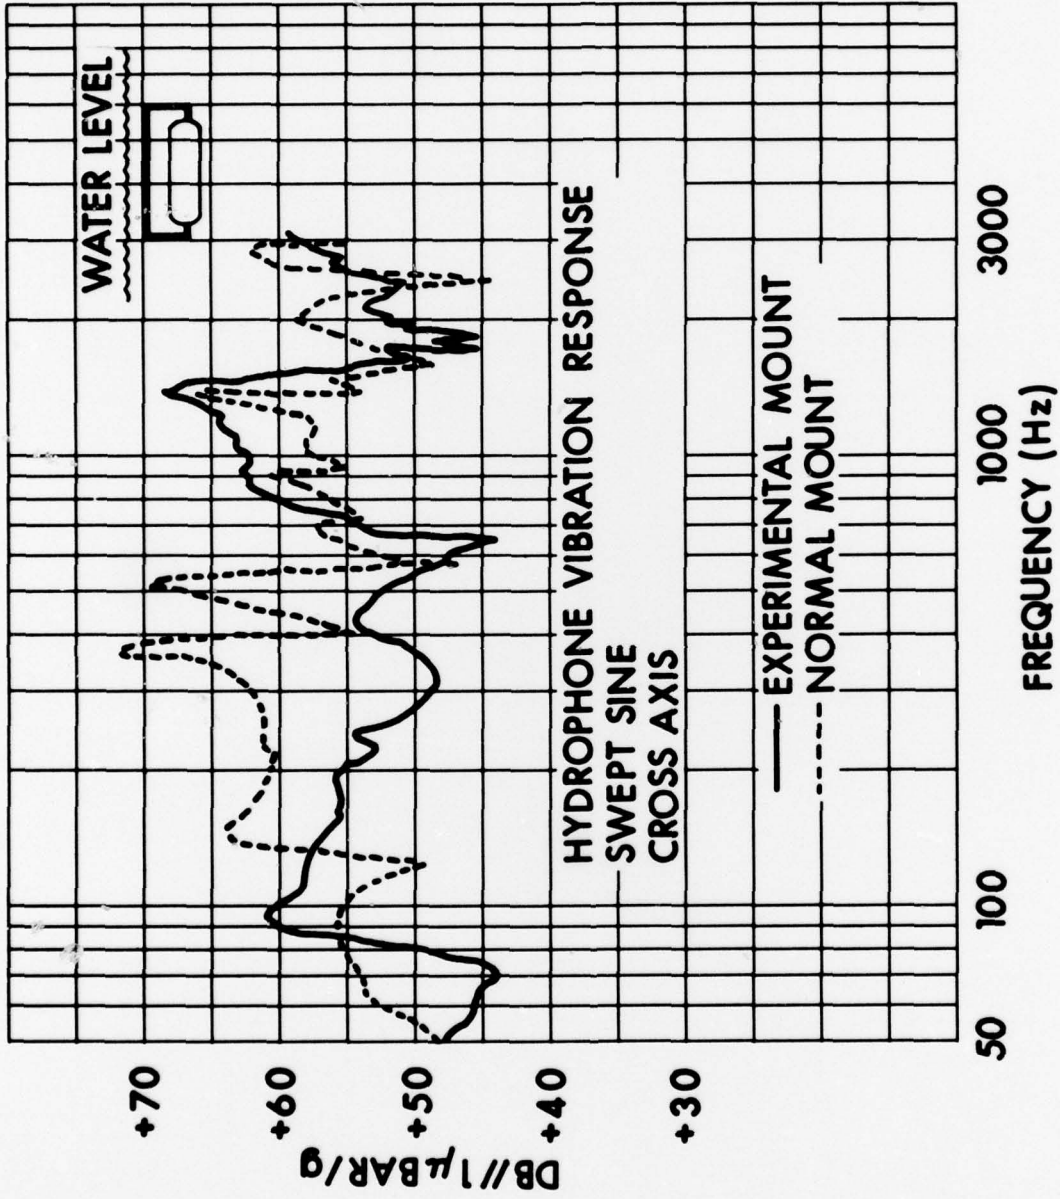 WATER LEVEL
+70
+60
+50
+40
+30
DB//1μBAR/g
HYDROPHONE VIBRATION RESPONSE
SWEPT SINE
CROSS AXIS
EXPERIMENTAL MOUNT
NORMAL MOUNT
50
100
1000
3000
FREQUENCY (Hz)